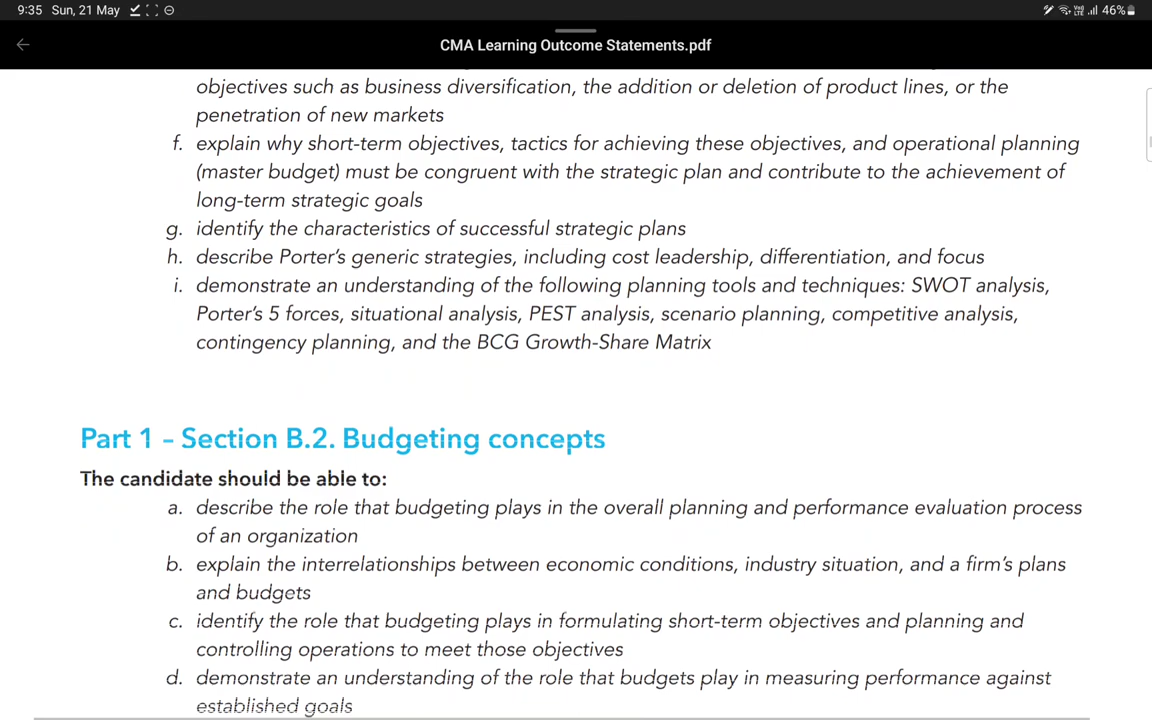 9:35 Sun, 21 May 46%
CMA Learning Outcome Statements.pdf
objectives such as business diversification, the addition or deletion of product lines, or the
penetration of new markets
f. explain why short-term objectives, tactics for achieving these objectives, and operational planning
(master budget) must be congruent with the strategic plan and contribute to the achievement of
long-term strategic goals
g. identify the characteristics of successful strategic plans
h. describe Porter's generic strategies, including cost leadership, differentiation, and focus
i. demonstrate an understanding of the following planning tools and techniques: SWOT analysis,
Porter's 5 forces, situational analysis, PEST analysis, scenario planning, competitive analysis,
contingency planning, and the BCG Growth-Share Matrix
Part 1 – Section B.2. Budgeting concepts
The candidate should be able to:
a. describe the role that budgeting plays in the overall planning and performance evaluation process
of an organization
b. explain the interrelationships between economic conditions, industry situation, and a firm's plans
and budgets
c. identify the role that budgeting plays in formulating short-term objectives and planning and
controlling operations to meet those objectives
d. demonstrate an understanding of the role that budgets play in measuring performance against
established goals